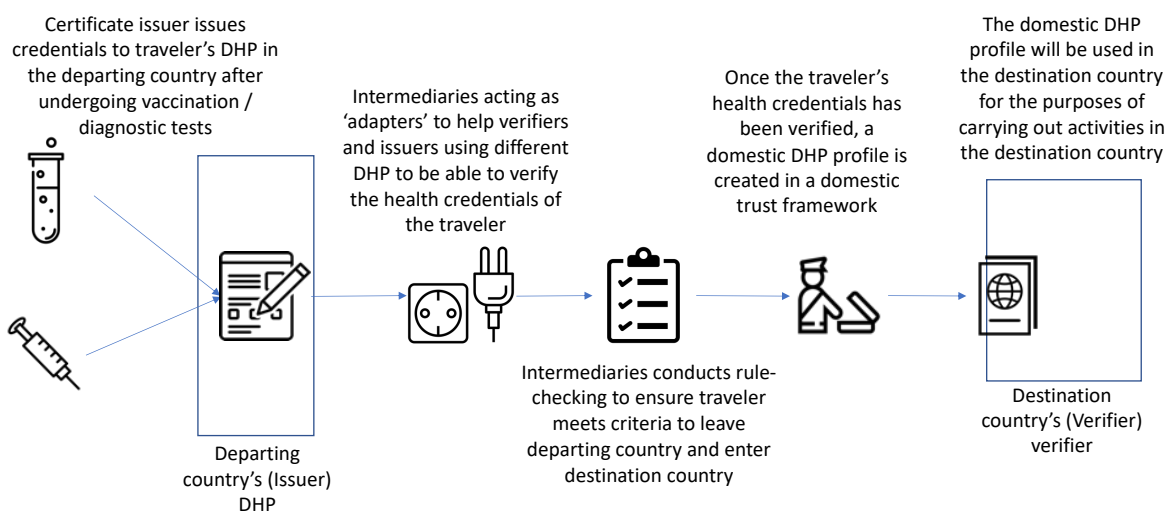 Certificate issuer issues
credentials to traveler’s DHP in
the departing country after
undergoing vaccination /
diagnostic tests
Departing
country’s (Issuer)
DHP
Intermediaries acting as
‘adapters’ to help verifiers
and issuers using different
DHP to be able to verify
the health credentials of
the traveler
Intermediaries conducts rule-
checking to ensure traveler
meets criteria to leave
departing country and enter
destination country
Once the traveler’s
health credentials has
been verified, a
domestic DHP profile is
created in a domestic
trust framework
The domestic DHP
profile will be used in
the destination country
for the purposes of
carrying out activities in
the destination country
Destination
country’s (Verifier)
verifier